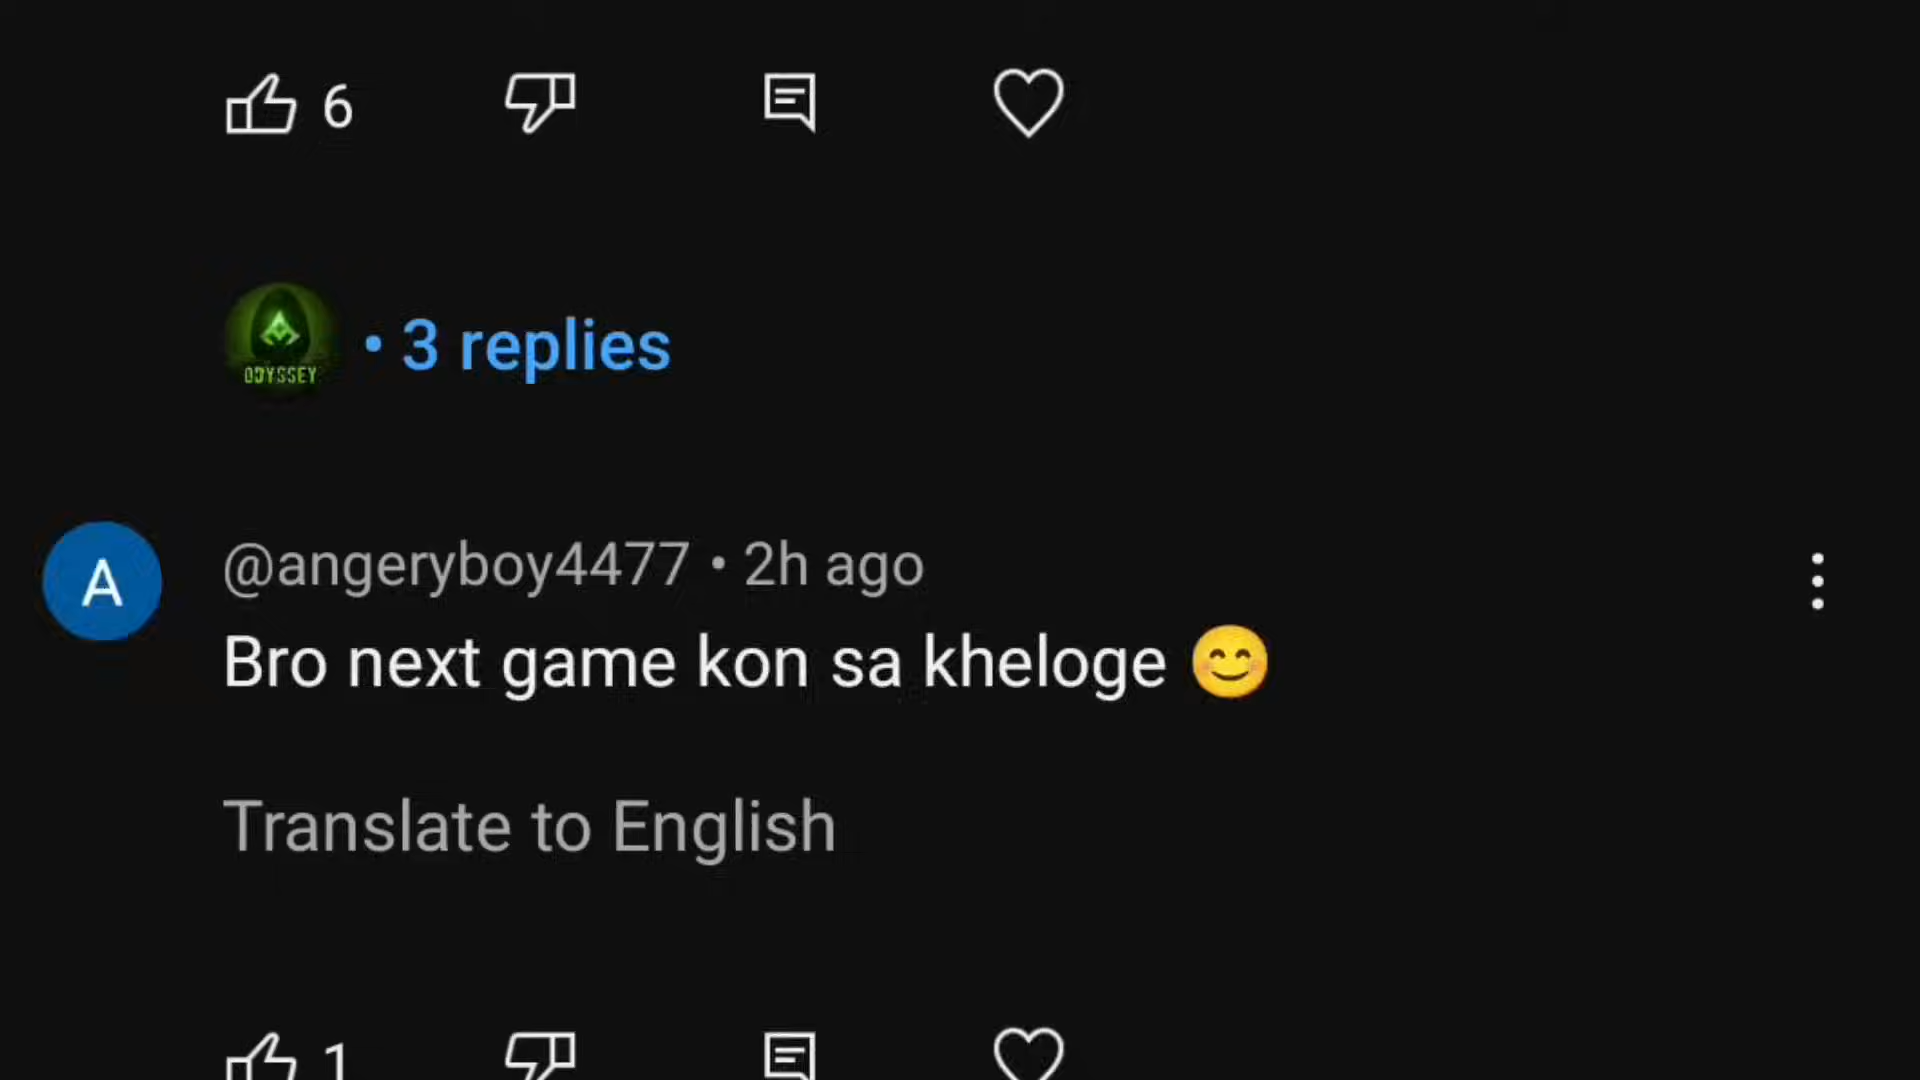 6
ODYSSEY
• 3 replies
A
@angeryboy4477 • 2h ago
Bro next game kon sa kheloge 😊
Translate to English
1